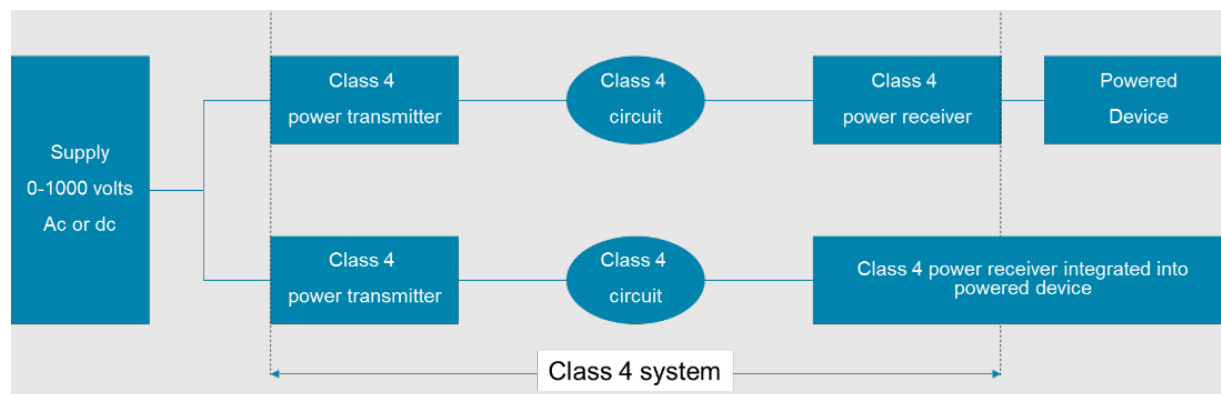 Supply
0-1000 volts
Ac or dc
Class 4
power transmitter
Class 4
circuit
Class 4
power receiver
Powered
Device
Class 4
power transmitter
Class 4
circuit
Class 4 power receiver integrated into
powered device
Class 4 system